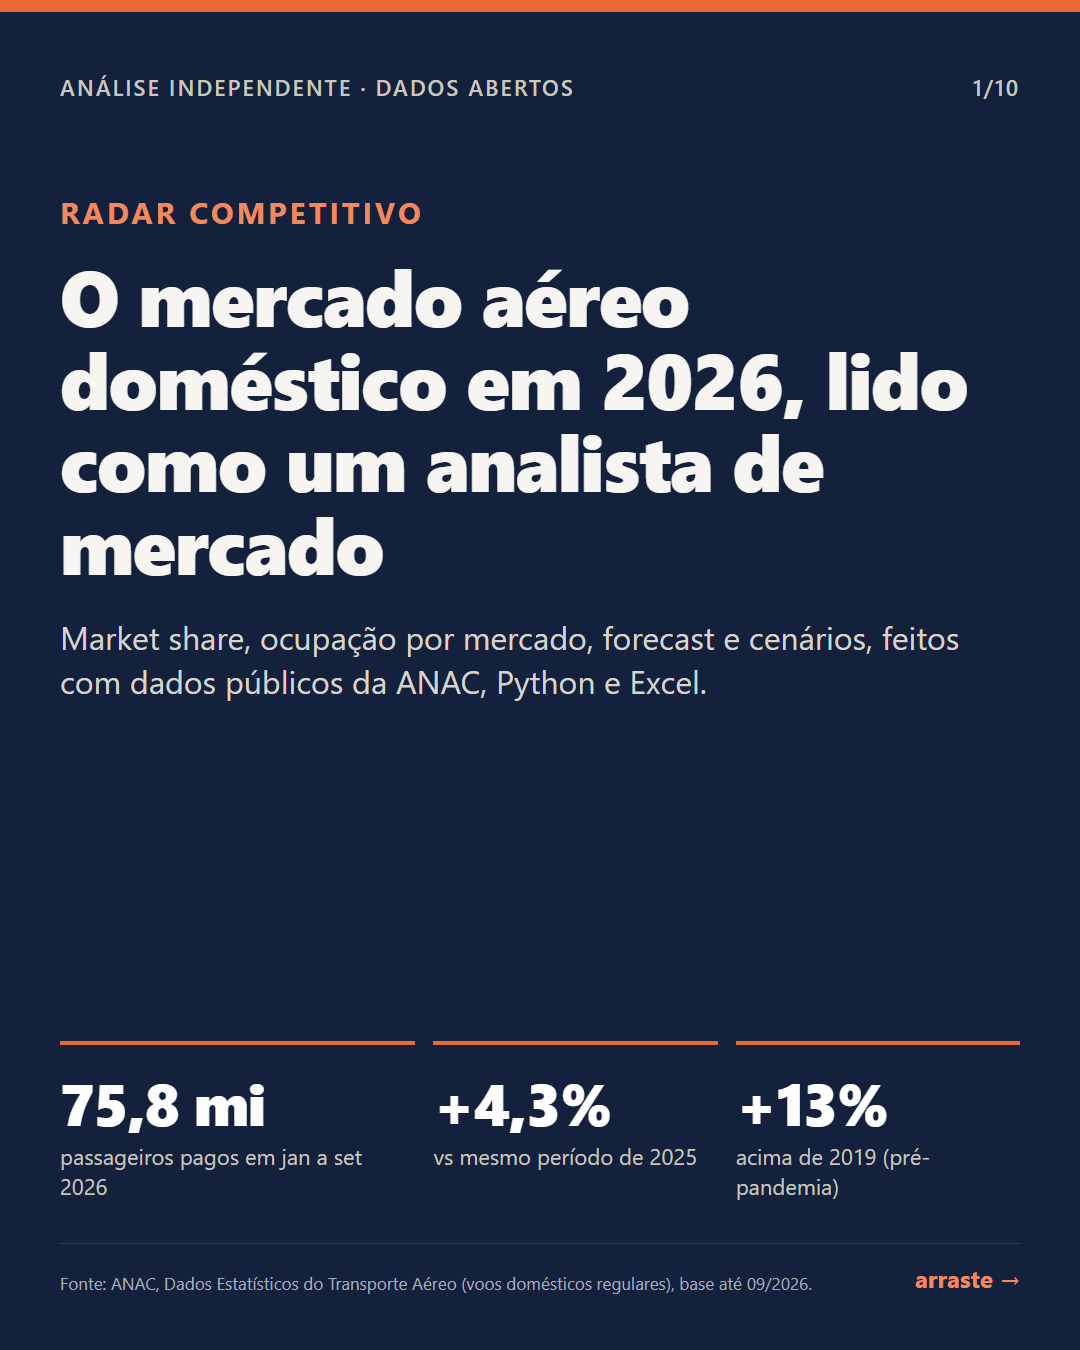 ANÁLISE INDEPENDENTE · DADOS ABERTOS
1/10
RADAR COMPETITIVO
O mercado aéreo
doméstico em 2026, lido
como um analista de
mercado
Market share, ocupação por mercado, forecast e cenários, feitos
com dados públicos da ANAC, Python e Excel.
75,8 mi
passageiros pagos em jan a set
2026
+4,3%
vs mesmo período de 2025
+13%
acima de 2019 (pré-
pandemia)
Fonte: ANAC, Dados Estatísticos do Transporte Aéreo (voos domésticos regulares), base até 09/2026.
arraste →